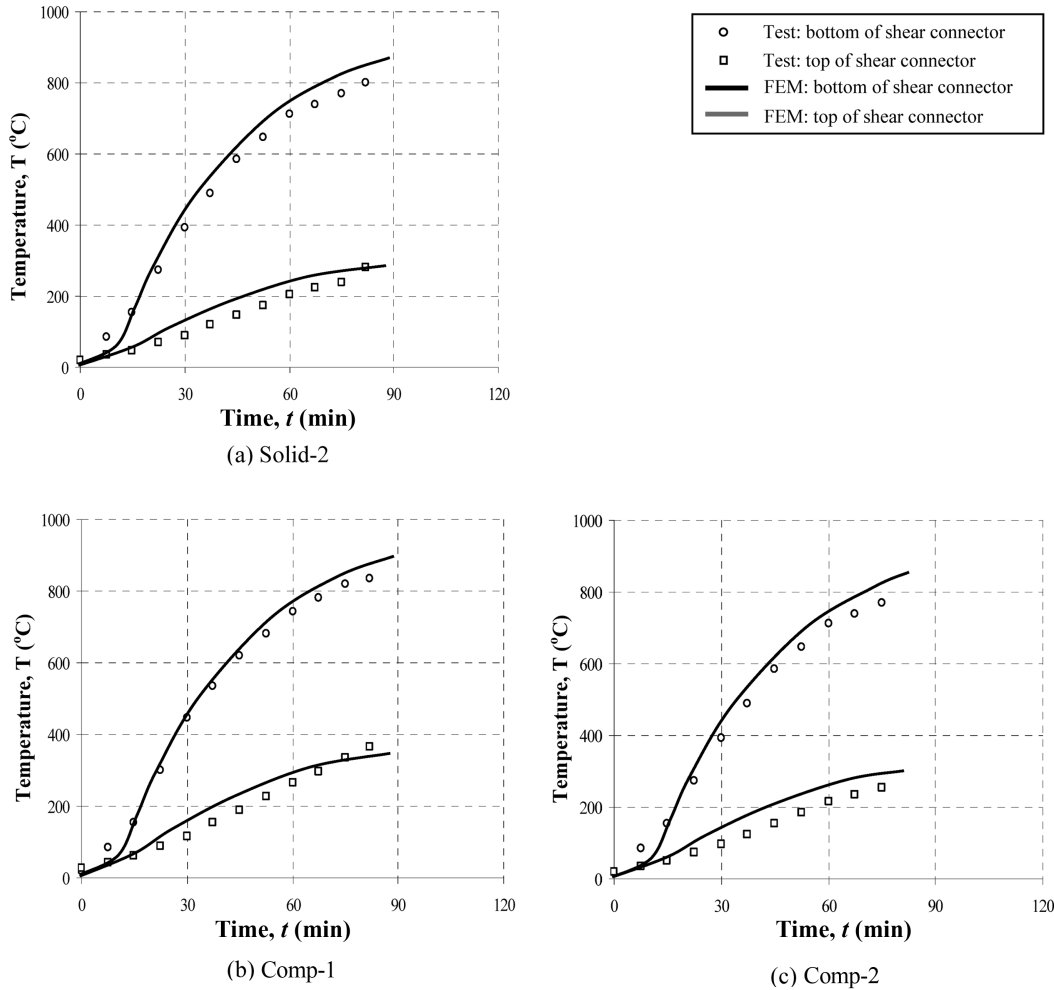 Test: bottom of shear connector
Test: top of shear connector
FEM: bottom of shear connector
FEM: top of shear connector
1000
800
600
400
200
0
Temperature, T (°C)
0 30 60 90 120
Time, t (min)
(a) Solid-2
1000
800
600
400
200
0
Temperature, T (°C)
0 30 60 90 120
Time, t (min)
(b) Comp-1
1000
800
600
400
200
0
Temperature, T (°C)
0 30 60 90 120
Time, t (min)
(c) Comp-2